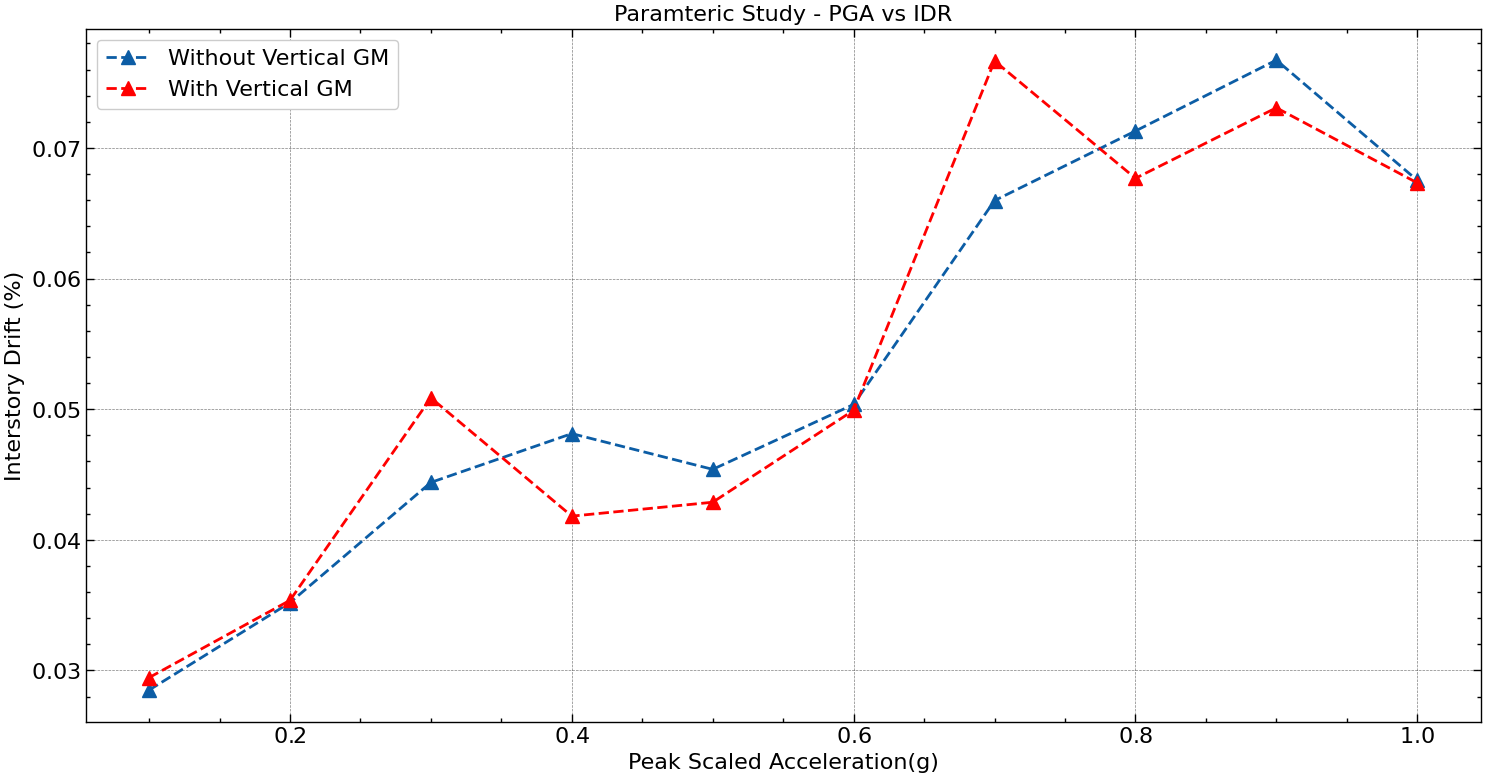 Paramteric Study - PGA vs IDR
Without Vertical GM
With Vertical GM
Interstory Drift (%)
0.07
0.06
0.05
0.04
0.03
0.2 0.4 0.6 0.8 1.0
Peak Scaled Acceleration(g)